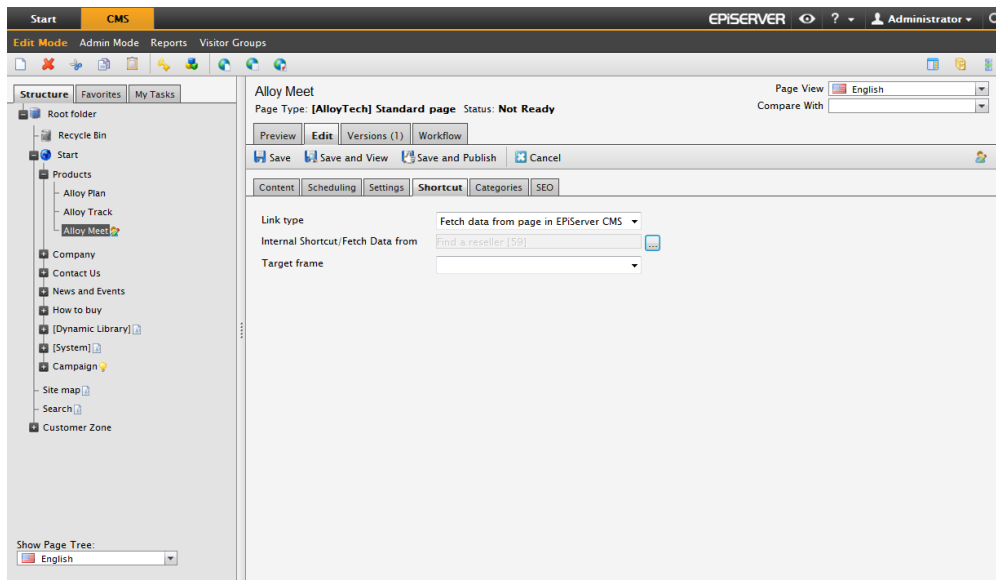 Start CMS EPiSERVER ? Administrator
Edit Mode Admin Mode Reports Visitor Groups
Structure Favorites My Tasks
Root folder
Recycle Bin
Start
Products
Alloy Plan
Alloy Track
Alloy Meet
Company
Contact Us
News and Events
How to buy
[Dynamic Library]
[System]
Campaign
Site map
Search
Customer Zone
Show Page Tree:
English
Alloy Meet
Page Type: [AlloyTech] Standard page Status: Not Ready
Page View English
Compare With
Preview Edit Versions (1) Workflow
Save Save and View Save and Publish Cancel
Content Scheduling Settings Shortcut Categories SEO
Link type Fetch data from page in EPiServer CMS
Internal Shortcut/Fetch Data from Find a reseller [59] ...
Target frame